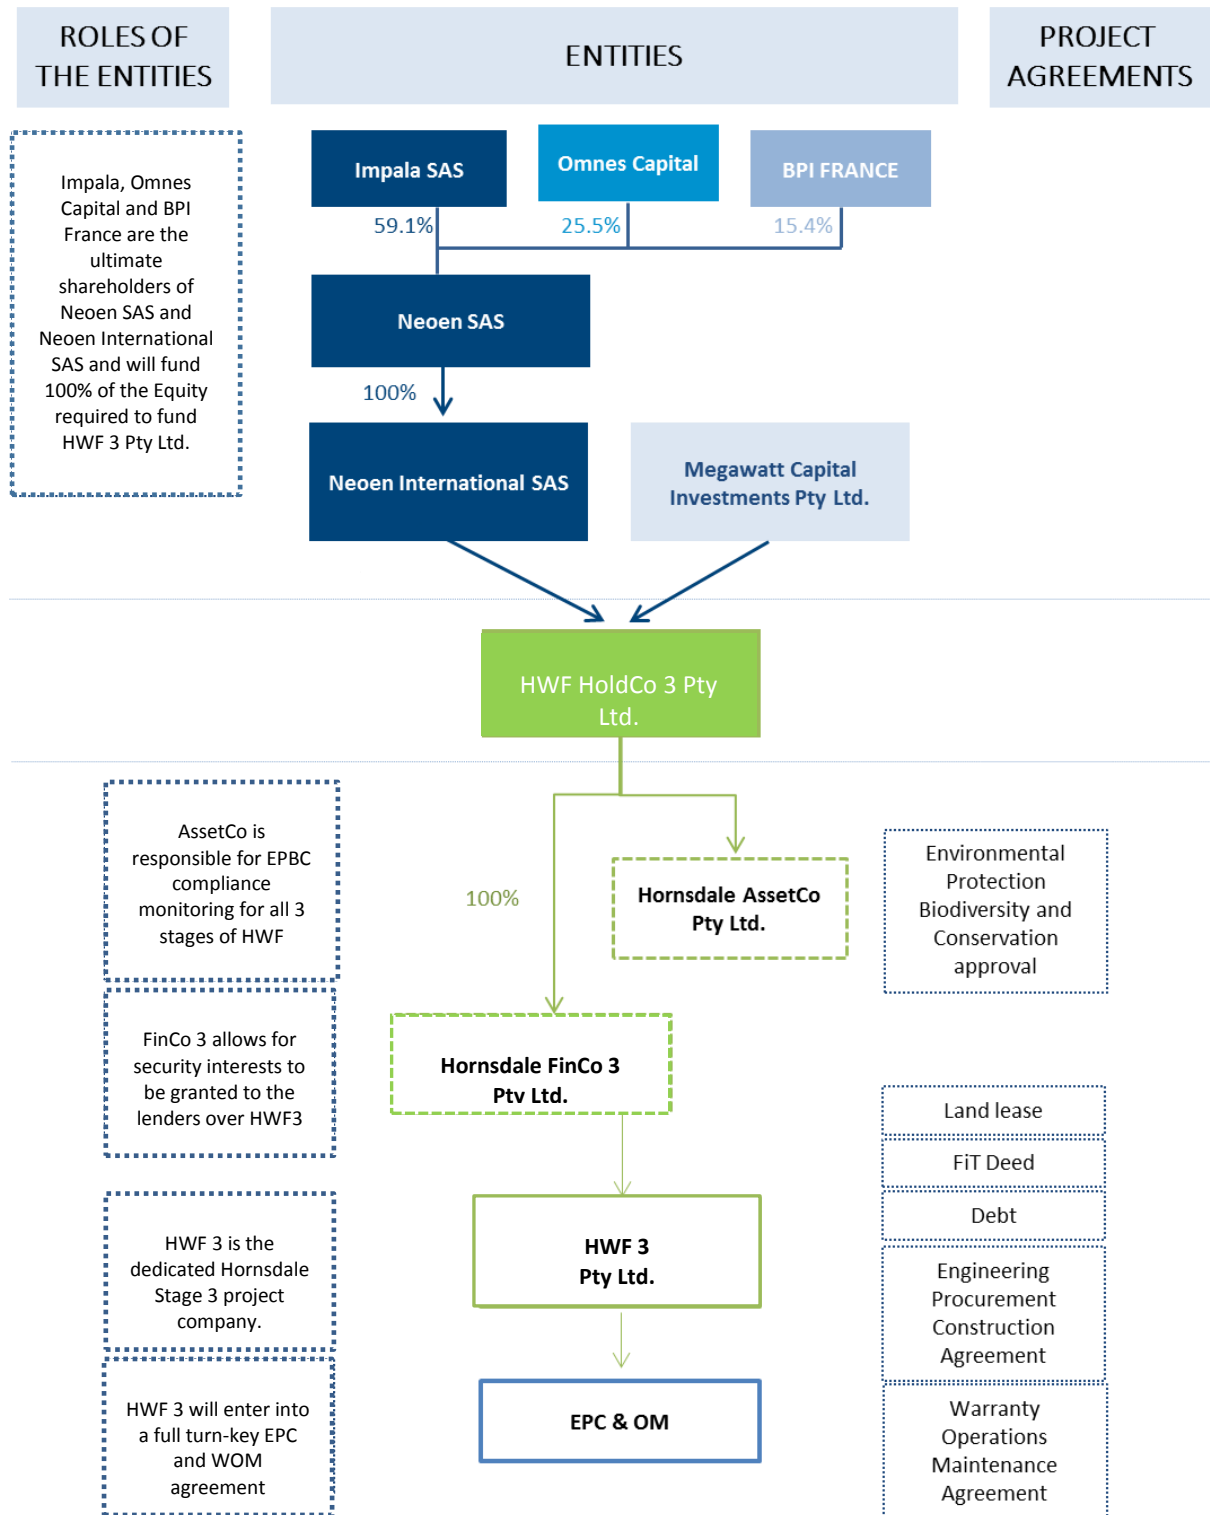 ROLES OF
THE ENTITIES
ENTITIES
PROJECT
AGREEMENTS
Impala, Omnes
Capital and BPI
France are the
ultimate
shareholders of
Neoen SAS and
Neoen International
SAS and will fund
100% of the Equity
required to fund
HWF 3 Pty Ltd.
Impala SAS
Omnes Capital
BPI FRANCE
59.1%
25.5%
15.4%
Neoen SAS
100%
Neoen International SAS
Megawatt Capital
Investments Pty Ltd.
HWF HoldCo 3 Pty
Ltd.
AssetCo is
responsible for EPBC
compliance
monitoring for all 3
stages of HWF
100%
Hornsdale AssetCo
Pty Ltd.
Environmental
Protection
Biodiversity and
Conservation
approval
FinCo 3 allows for
security interests to
be granted to the
lenders over HWF3
Hornsdale FinCo 3
Pty Ltd.
Land lease
FiT Deed
Debt
HWF 3 is the
dedicated Hornsdale
Stage 3 project
company.
HWF 3
Pty Ltd.
Engineering
Procurement
Construction
Agreement
HWF 3 will enter into
a full turn-key EPC
and WOM
agreement
EPC & OM
Warranty
Operations
Maintenance
Agreement